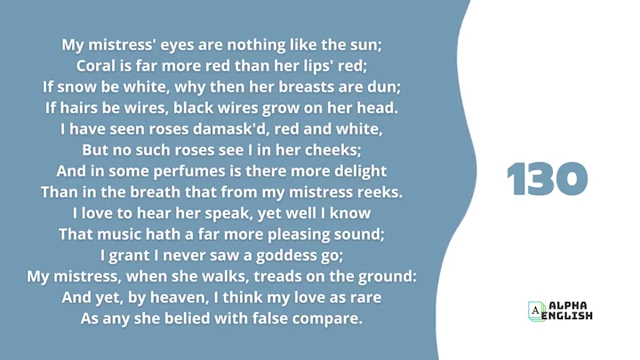 My mistress' eyes are nothing like the sun;
Coral is far more red than her lips' red;
If snow be white, why then her breasts are dun;
If hairs be wires, black wires grow on her head.
I have seen roses damask'd, red and white,
But no such roses see I in her cheeks;
And in some perfumes is there more delight
Than in the breath that from my mistress reeks.
I love to hear her speak, yet well I know
That music hath a far more pleasing sound;
I grant I never saw a goddess go;
My mistress, when she walks, treads on the ground:
And yet, by heaven, I think my love as rare
As any she belied with false compare.
130
A
ALPHA
ENGLISH